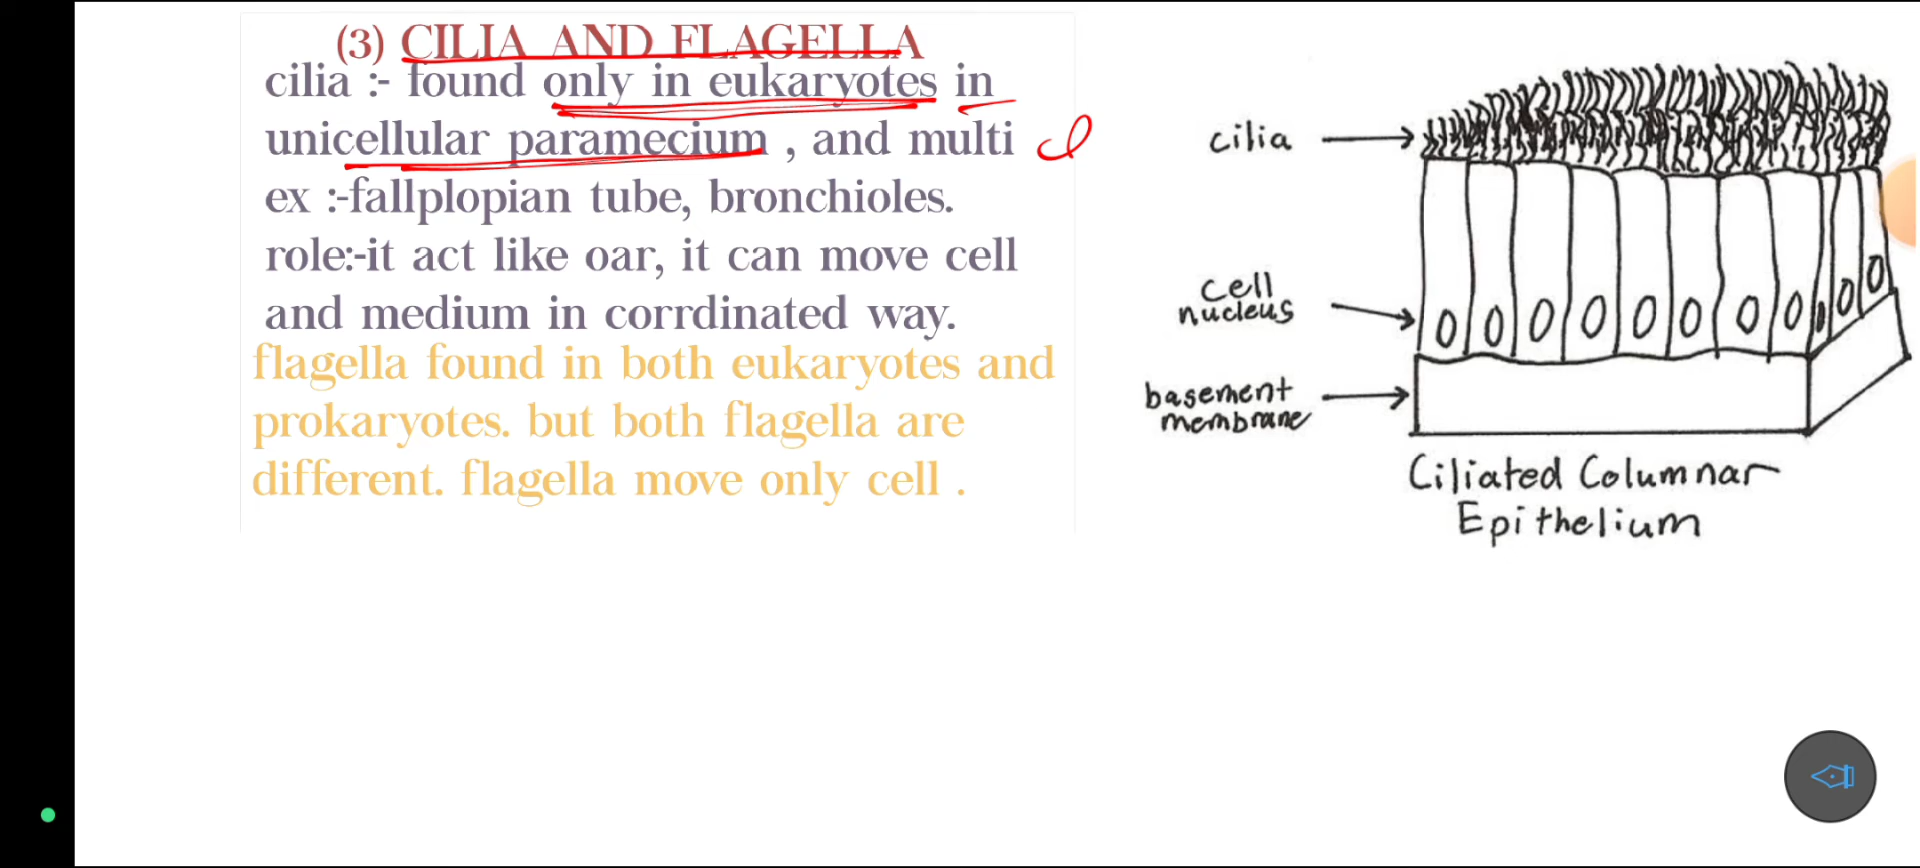 (3) CILIA AND FLAGELLA
cilia :- found only in eukaryotes in
unicellular paramecium , and multi
ex :-fallplopian tube, bronchioles.
role:-it act like oar, it can move cell
and medium in corrdinated way.
flagella found in both eukaryotes and
prokaryotes. but both flagella are
different. flagella move only cell .
cilia
cell
nucleus
basement
membrane
Ciliated Columnar
Epithelium